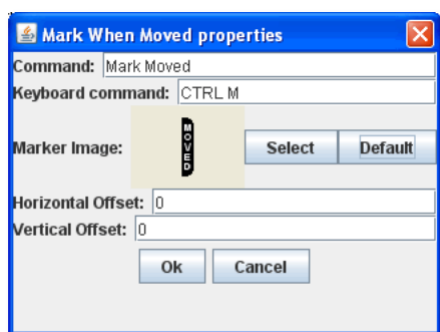 Mark When Moved properties
Command: Mark Moved
Keyboard command: CTRL M
Marker Image: MOVED Select Default
Horizontal Offset: 0
Vertical Offset: 0
Ok Cancel